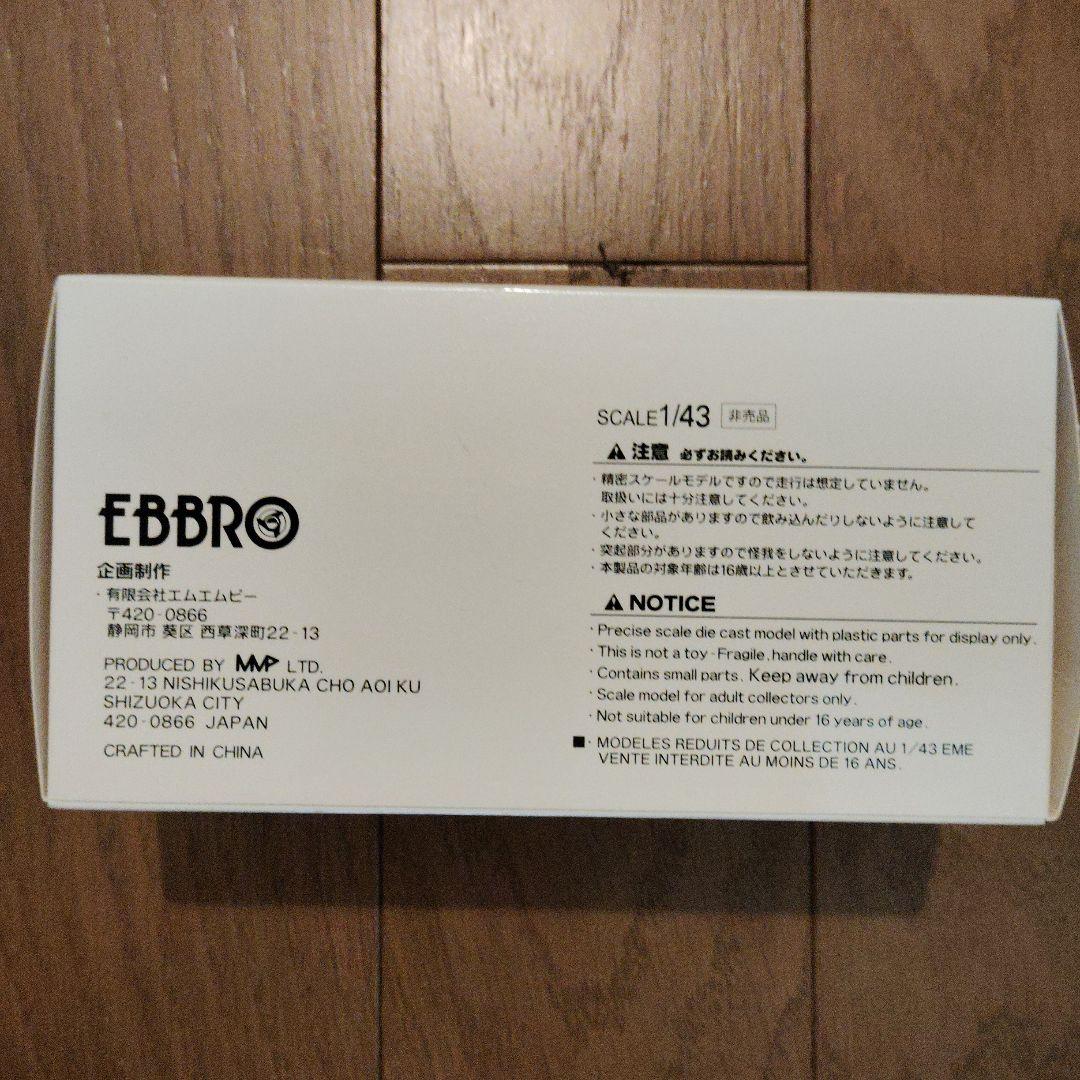 EBBRO
企画制作
・有限会社エムエムピー
〒420-0866
静岡市 葵区 西草深町22-13
PRODUCED BY MMP LTD.
22-13 NISHIKUSABUKA CHO AOI KU
SHIZUOKA CITY
420-0866 JAPAN
CRAFTED IN CHINA
SCALE1/43 非売品
⚠ 注意 必ずお読みください。
・精密スケールモデルですので走行は想定していません。
取扱いには十分注意してください。
・小さな部品がありますので飲み込んだりしないように注意して
ください。
・突起部分がありますので怪我をしないように注意してください。
・本製品の対象年齢は16歳以上とさせていただきます。
⚠ NOTICE
・Precise scale die cast model with plastic parts for display only.
・This is not a toy-Fragile, handle with care.
・Contains small parts. Keep away from children.
・Scale model for adult collectors only.
・Not suitable for children under 16 years of age.
■・MODELES REDUITS DE COLLECTION AU 1/43 EME
VENTE INTERDITE AU MOINS DE 16 ANS.